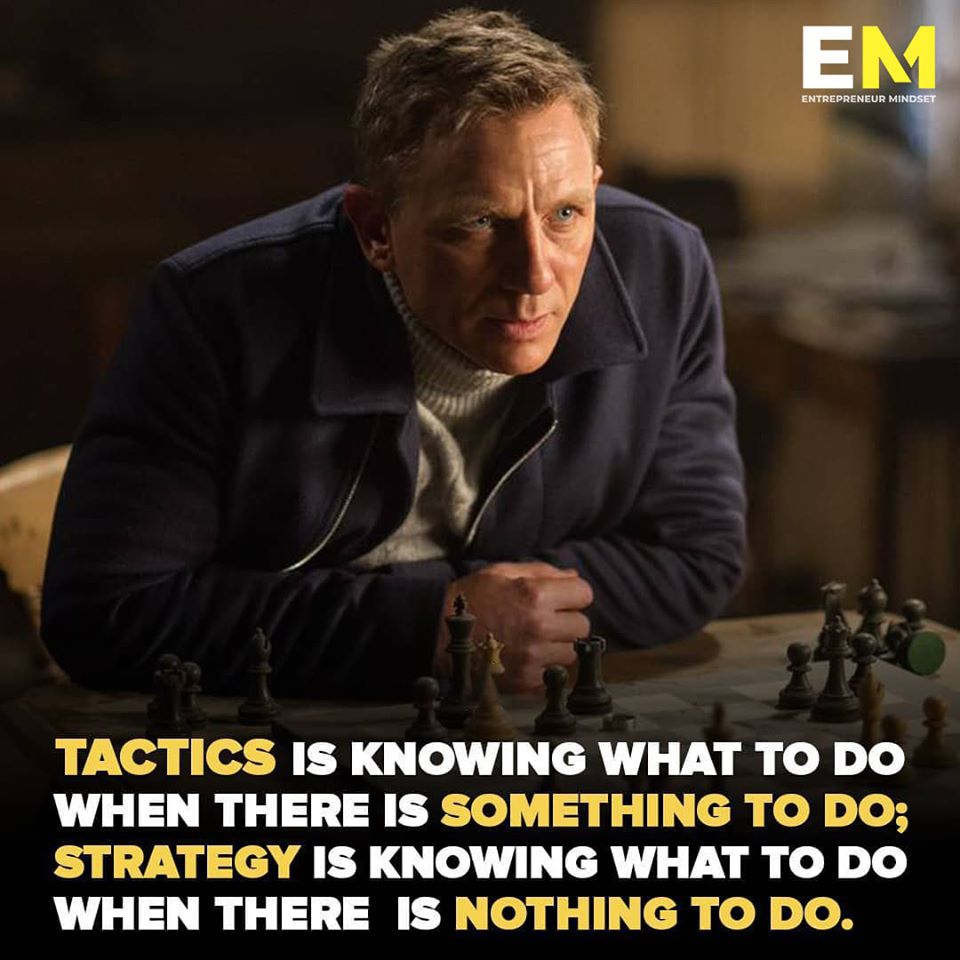 EM
ENTREPRENEUR MINDSET
TACTICS IS KNOWING WHAT TO DO
WHEN THERE IS SOMETHING TO DO;
STRATEGY IS KNOWING WHAT TO DO
WHEN THERE  IS NOTHING TO DO.